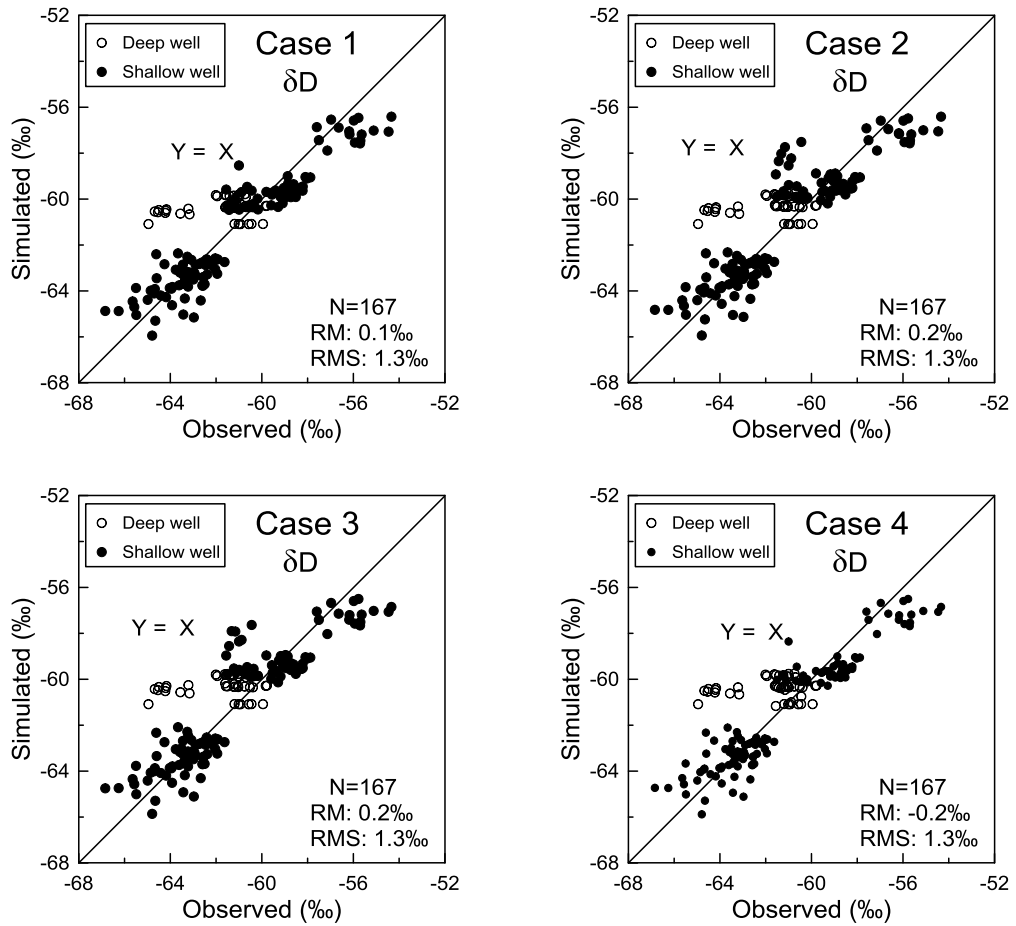 -52
Deep well
Shallow well
Case 1
δD
-56
Y = X
-60
Simulated (‰)
-64
N=167
RM: 0.1‰
RMS: 1.3‰
-68
-68 -64 -60 -56 -52
Observed (‰)
-52
Deep well
Shallow well
Case 2
δD
-56
Y = X
-60
Simulated (‰)
-64
N=167
RM: 0.2‰
RMS: 1.3‰
-68
-68 -64 -60 -56 -52
Observed (‰)
-52
Deep well
Shallow well
Case 3
δD
-56
Y = X
-60
Simulated (‰)
-64
N=167
RM: 0.2‰
RMS: 1.3‰
-68
-68 -64 -60 -56 -52
Observed (‰)
-52
Deep well
Shallow well
Case 4
δD
-56
Y = X
-60
Simulated (‰)
-64
N=167
RM: -0.2‰
RMS: 1.3‰
-68
-68 -64 -60 -56 -52
Observed (‰)